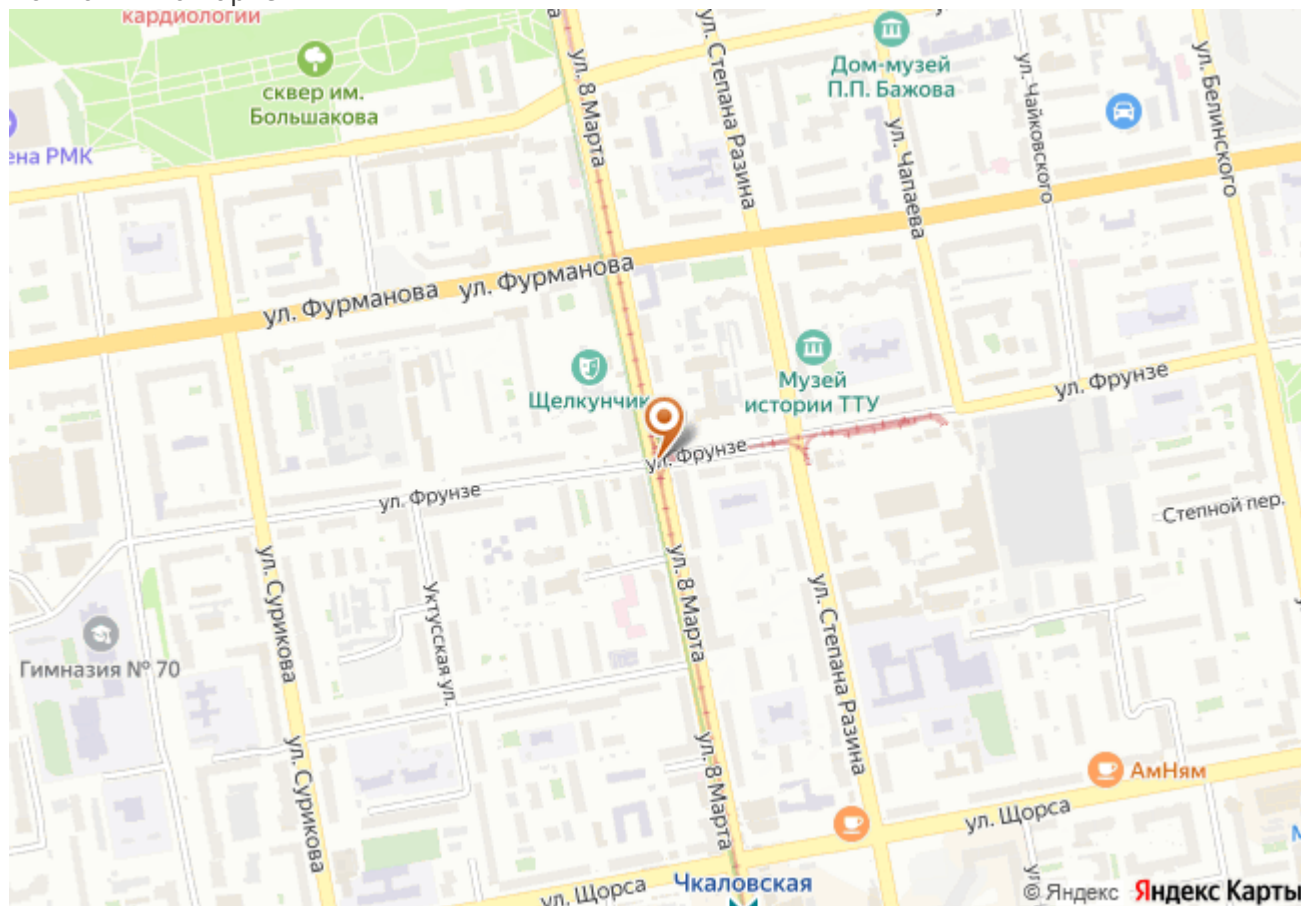 кардиологии
сквер им.
Большакова
ул. 8 Марта
ул. Степана Разина
Дом-музей
П.П. Бажова
ул. Чапаева
ул. Чайковского
ул. Белинского
ена РМК
ул. Фурманова
ул. Фурманова
Щелкунчик
Музей
истории ТТУ
ул. Фрунзе
ул. Фрунзе
ул. Фрунзе
Степной пер.
ул. Сурикова
Уктусская ул.
ул. 8 Марта
ул. Степана Разина
Гимназия № 70
ул. Сурикова
ул. 8 Марта
АмНям
ул. Щорса
ул. Щорса
Чкаловская
© Яндекс Яндекс Карты